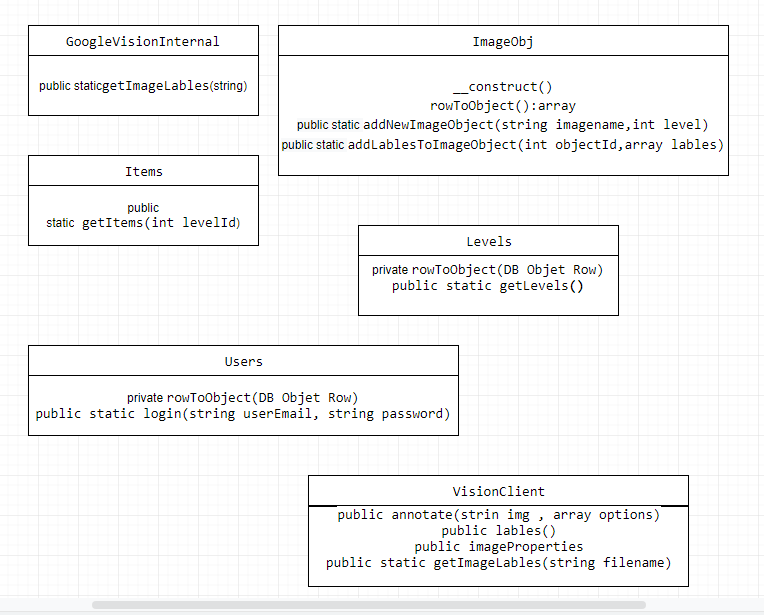 GoogleVisionInternal
public staticgetImageLables(string)
ImageObj
__construct()
rowToObject():array
public static addNewImageObject(string imagename,int level)
public static addLablesToImageObject(int objectId,array lables)
Items
public
static getItems(int levelId)
Levels
private rowToObject(DB Objet Row)
public static getLevels()
Users
private rowToObject(DB Objet Row)
public static login(string userEmail, string password)
VisionClient
public annotate(strin img , array options)
public lables()
public imageProperties
public static getImageLables(string filename)